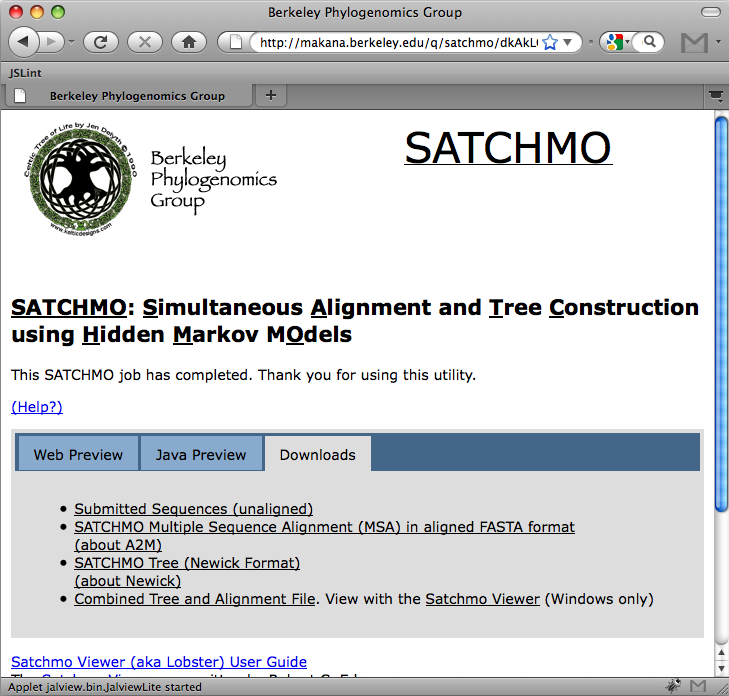 Berkeley Phylogenomics Group
http://makana.berkeley.edu/q/satchmo/dkAkL
JSLint
Berkeley Phylogenomics Group
Celtic Tree of Life by Jen Delyth © 1990
www.kelticdesigns.com
Berkeley
Phylogenomics
Group
SATCHMO
SATCHMO: Simultaneous Alignment and Tree Construction
using Hidden Markov MOdels
This SATCHMO job has completed. Thank you for using this utility.
(Help?)
Web Preview Java Preview Downloads
Submitted Sequences (unaligned)
SATCHMO Multiple Sequence Alignment (MSA) in aligned FASTA format
(about A2M)
SATCHMO Tree (Newick Format)
(about Newick)
Combined Tree and Alignment File. View with the Satchmo Viewer (Windows only)
Satchmo Viewer (aka Lobster) User Guide
Applet jalview.bin.JalviewLite started